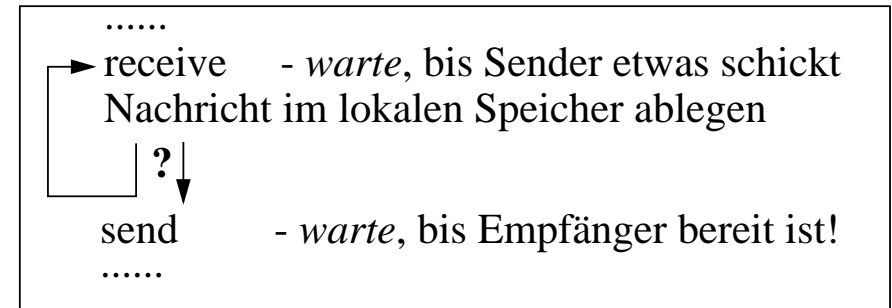 ......
receive - warte, bis Sender etwas schickt
Nachricht im lokalen Speicher ablegen
?
send - warte, bis Empfänger bereit ist!
......